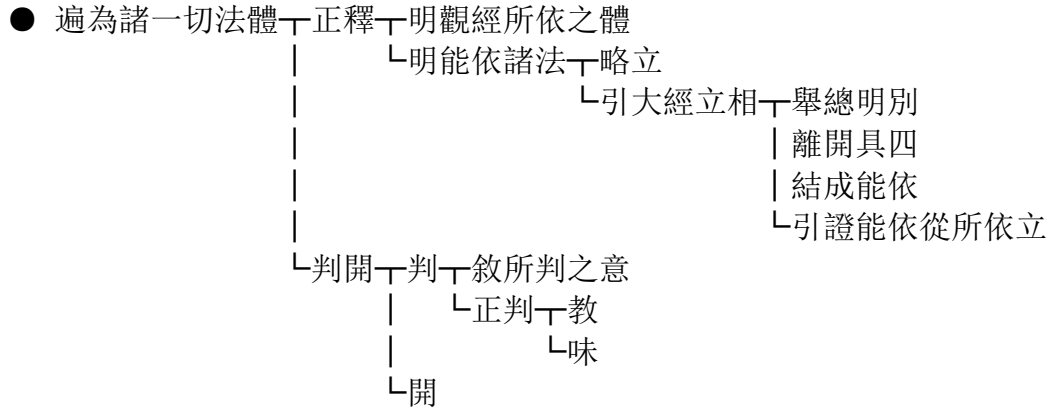 ● 遍為諸一切法體┬正釋┬明觀經所依之體
│ └明能依諸法┬略立
│ └引大經立相┬舉總明別
│ │離開具四
│ │結成能依
│ └引證能依從所依立
└判開┬判┬敘所判之意
│ └正判┬教
│ └味
└開